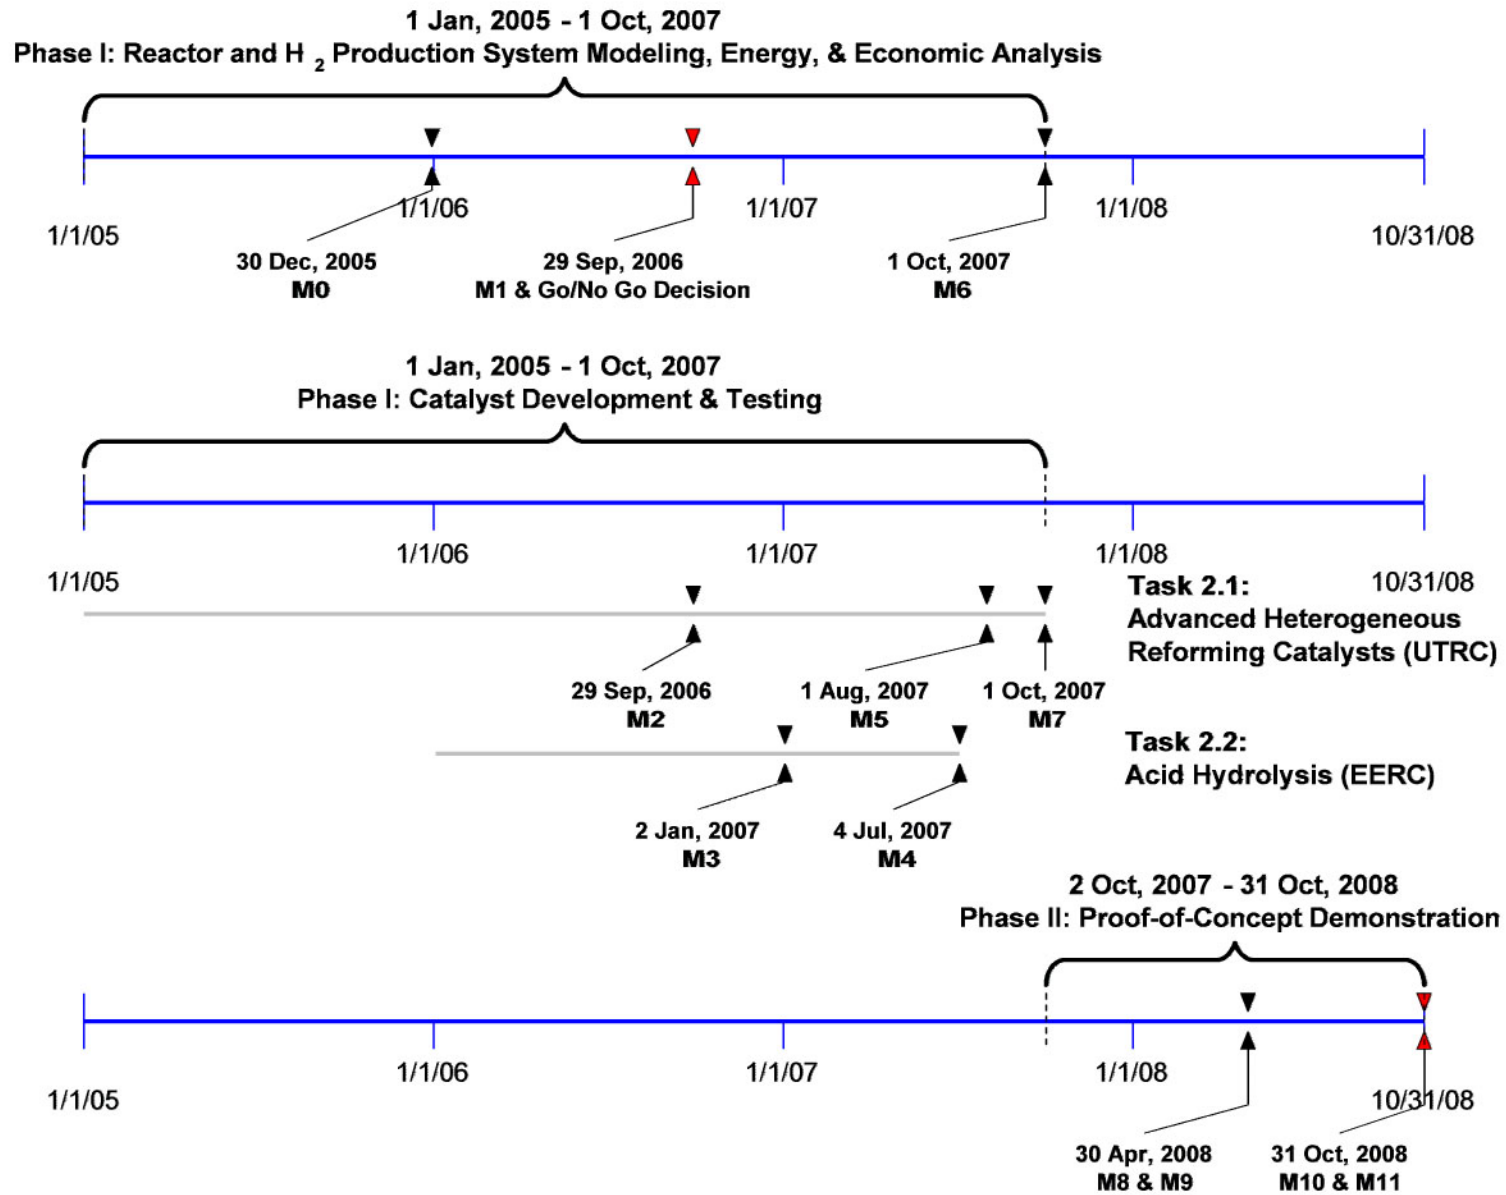 1 Jan, 2005 - 1 Oct, 2007
Phase I: Reactor and H 2 Production System Modeling, Energy, & Economic Analysis
1/1/05
1/1/06
1/1/07
1/1/08
10/31/08
30 Dec, 2005
M0
29 Sep, 2006
M1 & Go/No Go Decision
1 Oct, 2007
M6
1 Jan, 2005 - 1 Oct, 2007
Phase I: Catalyst Development & Testing
1/1/05
1/1/06
1/1/07
1/1/08
10/31/08
Task 2.1:
Advanced Heterogeneous
Reforming Catalysts (UTRC)
29 Sep, 2006
M2
1 Aug, 2007
M5
1 Oct, 2007
M7
Task 2.2:
Acid Hydrolysis (EERC)
2 Jan, 2007
M3
4 Jul, 2007
M4
2 Oct, 2007 - 31 Oct, 2008
Phase II: Proof-of-Concept Demonstration
1/1/05
1/1/06
1/1/07
1/1/08
10/31/08
30 Apr, 2008
M8 & M9
31 Oct, 2008
M10 & M11